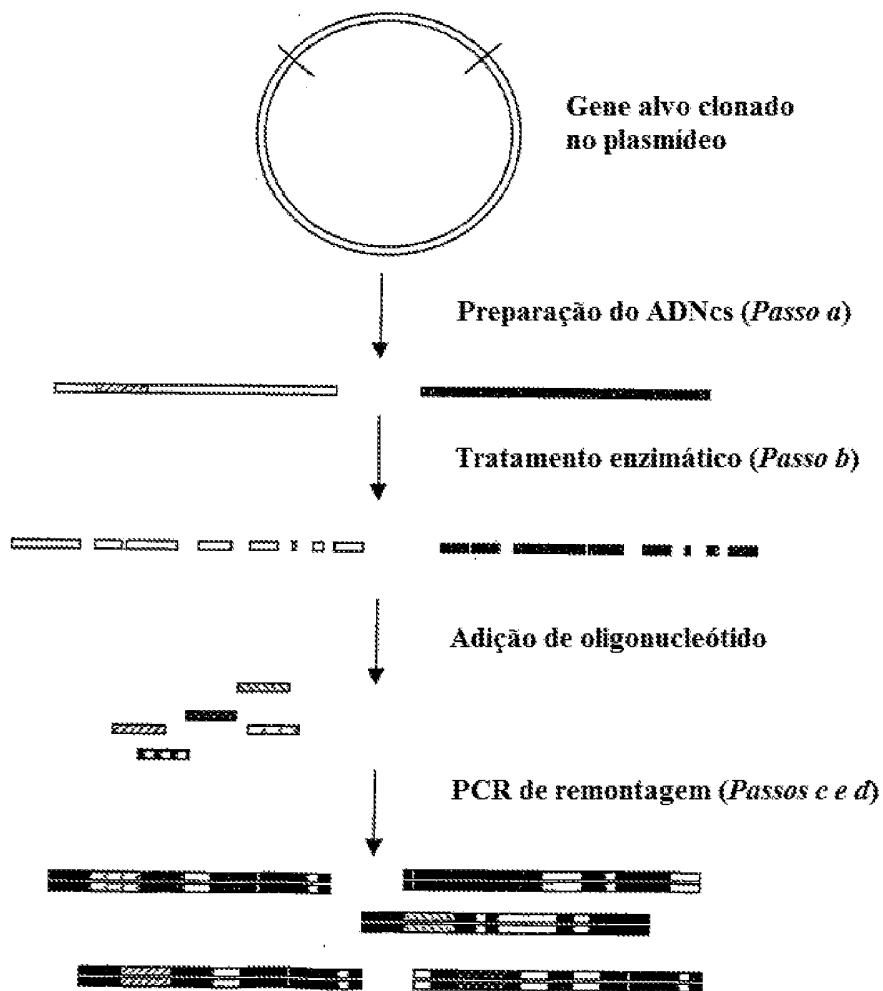 Gene alvo clonado
no plasmídeo
Preparação do ADNcs (Passo a)
Tratamento enzimático (Passo b)
Adição de oligonucleótido
PCR de remontagem (Passos c e d)